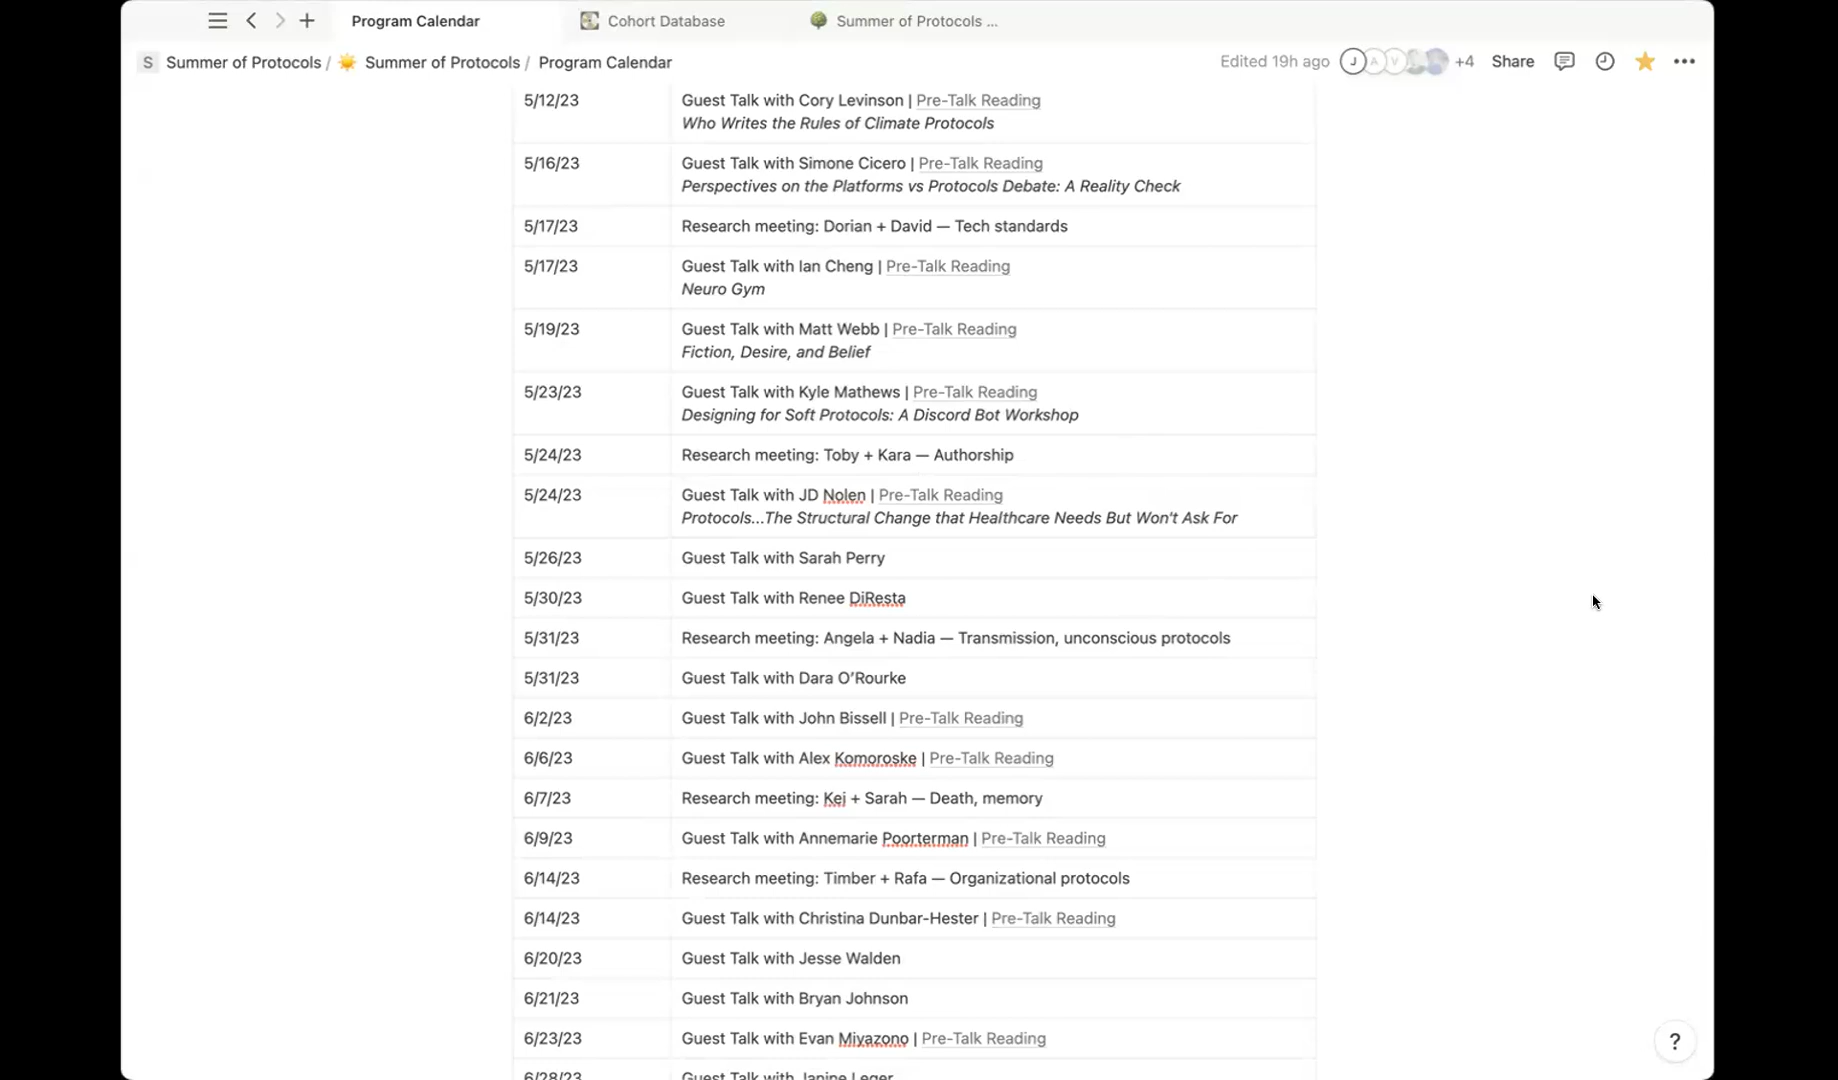 Program Calendar
Cohort Database
Summer of Protocols ...
S Summer of Protocols / Summer of Protocols / Program Calendar
Edited 19h ago J A V +4 Share
5/12/23 Guest Talk with Cory Levinson | Pre-Talk Reading
Who Writes the Rules of Climate Protocols
5/16/23 Guest Talk with Simone Cicero | Pre-Talk Reading
Perspectives on the Platforms vs Protocols Debate: A Reality Check
5/17/23 Research meeting: Dorian + David — Tech standards
5/17/23 Guest Talk with Ian Cheng | Pre-Talk Reading
Neuro Gym
5/19/23 Guest Talk with Matt Webb | Pre-Talk Reading
Fiction, Desire, and Belief
5/23/23 Guest Talk with Kyle Mathews | Pre-Talk Reading
Designing for Soft Protocols: A Discord Bot Workshop
5/24/23 Research meeting: Toby + Kara — Authorship
5/24/23 Guest Talk with JD Nolen | Pre-Talk Reading
Protocols...The Structural Change that Healthcare Needs But Won't Ask For
5/26/23 Guest Talk with Sarah Perry
5/30/23 Guest Talk with Renee DiResta
5/31/23 Research meeting: Angela + Nadia — Transmission, unconscious protocols
5/31/23 Guest Talk with Dara O’Rourke
6/2/23 Guest Talk with John Bissell | Pre-Talk Reading
6/6/23 Guest Talk with Alex Komoroske | Pre-Talk Reading
6/7/23 Research meeting: Kei + Sarah — Death, memory
6/9/23 Guest Talk with Annemarie Poorterman | Pre-Talk Reading
6/14/23 Research meeting: Timber + Rafa — Organizational protocols
6/14/23 Guest Talk with Christina Dunbar-Hester | Pre-Talk Reading
6/20/23 Guest Talk with Jesse Walden
6/21/23 Guest Talk with Bryan Johnson
6/23/23 Guest Talk with Evan Miyazono | Pre-Talk Reading
6/28/23 Guest Talk with Janine Leger
?